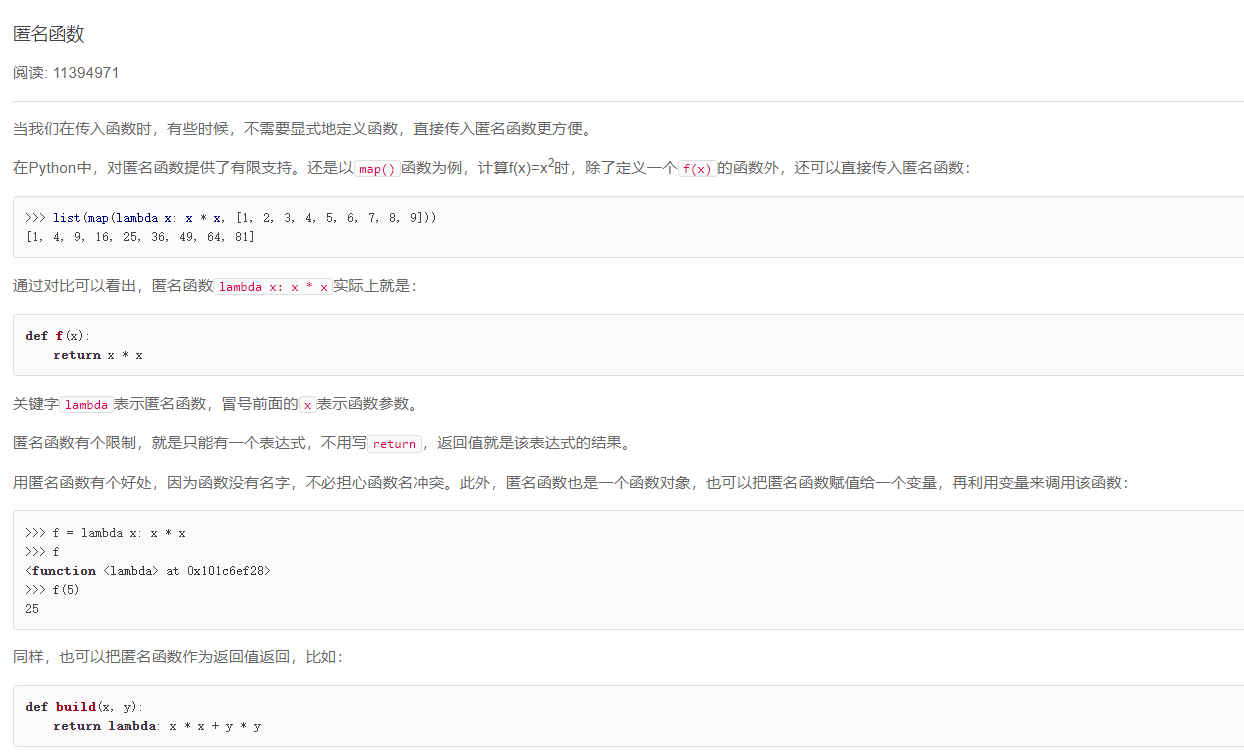 匿名函数
阅读: 11394971
当我们在传入函数时，有些时候，不需要显式地定义函数，直接传入匿名函数更方便。
在Python中，对匿名函数提供了有限支持。还是以map()函数为例，计算f(x)=x²时，除了定义一个f(x)的函数外，还可以直接传入匿名函数：
>>> list(map(lambda x: x * x, [1, 2, 3, 4, 5, 6, 7, 8, 9]))
[1, 4, 9, 16, 25, 36, 49, 64, 81]
通过对比可以看出，匿名函数lambda x: x * x实际上就是：
def f(x):
    return x * x
关键字lambda表示匿名函数，冒号前面的x表示函数参数。
匿名函数有个限制，就是只能有一个表达式，不用写return，返回值就是该表达式的结果。
用匿名函数有个好处，因为函数没有名字，不必担心函数名冲突。此外，匿名函数也是一个函数对象，也可以把匿名函数赋值给一个变量，再利用变量来调用该函数：
>>> f = lambda x: x * x
>>> f
<function <lambda> at 0x101c6ef28>
>>> f(5)
25
同样，也可以把匿名函数作为返回值返回，比如：
def build(x, y):
    return lambda: x * x + y * y